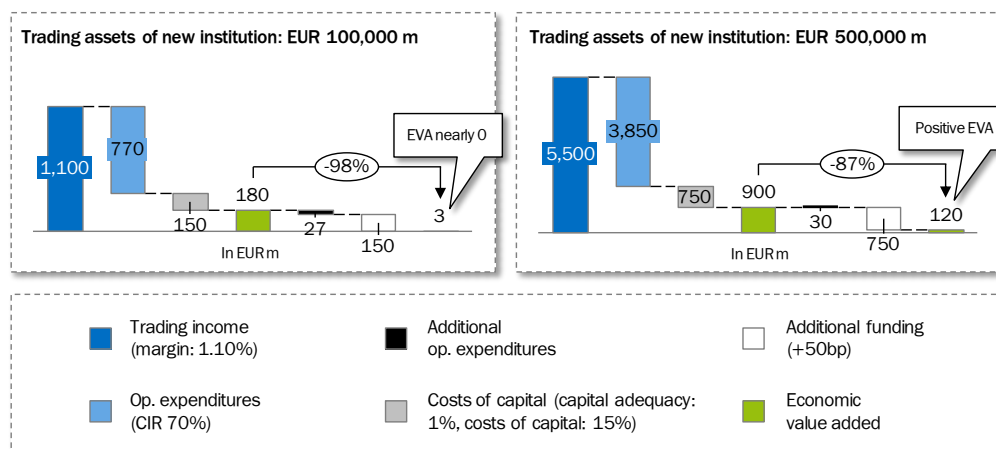 Trading assets of new institution: EUR 100,000 m
1,100
770
150
180
27
150
3
-98%
EVA nearly 0
In EUR m
Trading assets of new institution: EUR 500,000 m
5,500
3,850
750
900
30
750
120
-87%
Positive EVA
In EUR m
Trading income
(margin: 1.10%)
Additional
op. expenditures
Additional funding
(+50bp)
Op. expenditures
(CIR 70%)
Costs of capital (capital adequacy:
1%, costs of capital: 15%)
Economic
value added